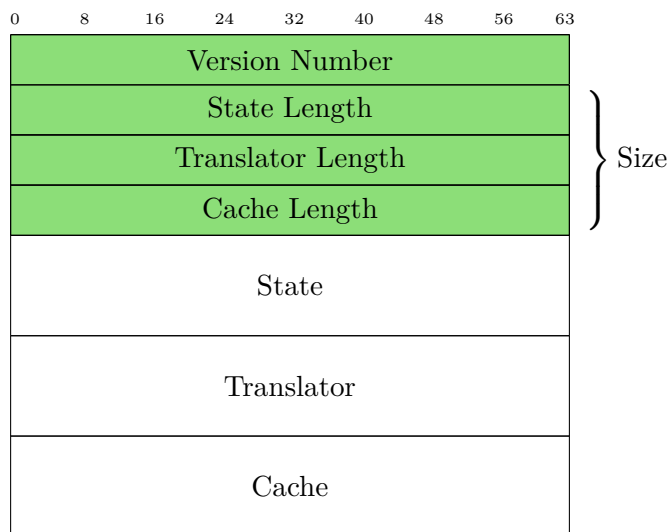 0 8 16 24 32 40 48 56 63
Version Number
State Length
Translator Length
Size
Cache Length
State
Translator
Cache